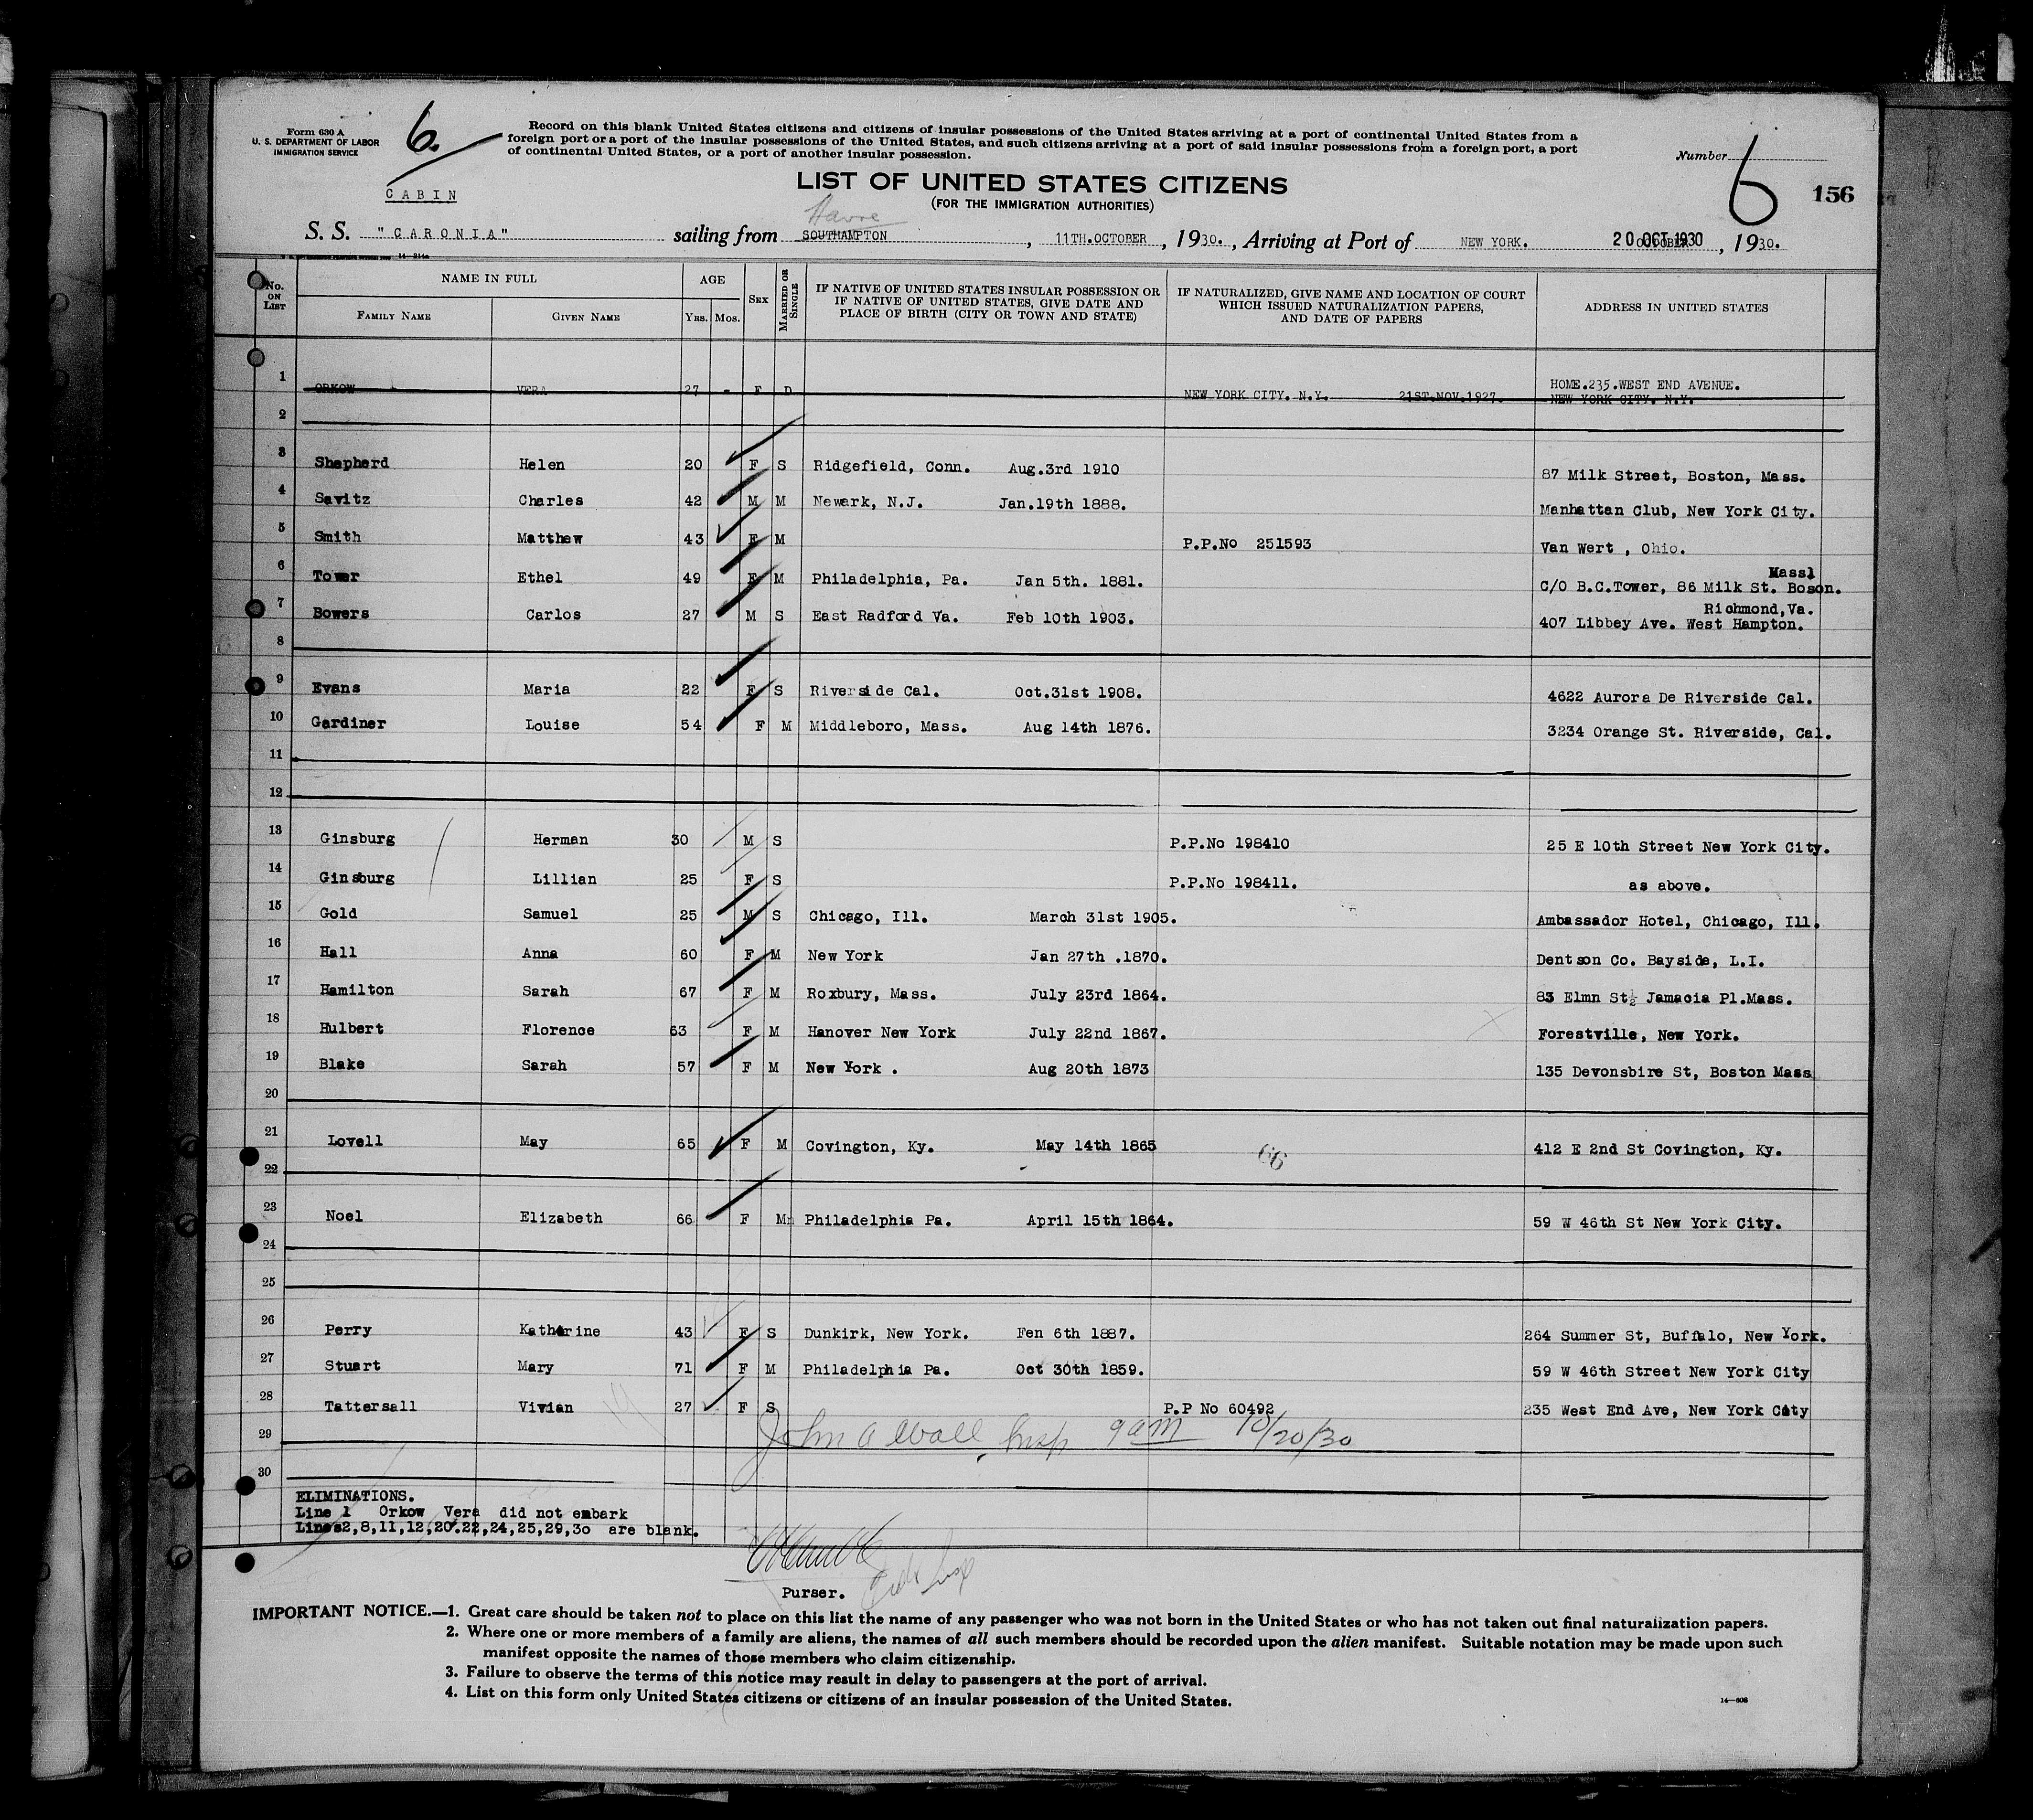 Form 630 A
U. S. DEPARTMENT OF LABOR
IMMIGRATION SERVICE
6.
CABIN
Record on this blank United States citizens and citizens of insular possessions of the United States arriving at a port of continental United States from a
foreign port or a port of the insular possessions of the United States, and such citizens arriving at a port of said insular possessions from a foreign port, a port
of continental United States, or a port of another insular possession.
Number 6
156
LIST OF UNITED STATES CITIZENS
(FOR THE IMMIGRATION AUTHORITIES)
Havre
S. S. "CARONIA" sailing from SOUTHAMPTON, 11TH.OCTOBER, 1930., Arriving at Port of NEW YORK. 20 OCT 1930 OCTOBER, 1930.
No. ON LIST NAME IN FULL AGE SEX MARRIED OR SINGLE IF NATIVE OF UNITED STATES INSULAR POSSESSION OR IF NATIVE OF UNITED STATES, GIVE DATE AND PLACE OF BIRTH (CITY OR TOWN AND STATE) IF NATURALIZED, GIVE NAME AND LOCATION OF COURT WHICH ISSUED NATURALIZATION PAPERS, AND DATE OF PAPERS ADDRESS IN UNITED STATES
FAMILY NAME GIVEN NAME YRS. MOS.
1 ORKOW VERA 27 - F D NEW YORK CITY. N.Y. 21ST.NOV.1927. HOME.235.WEST END AVENUE. NEW YORK CITY. N.Y.
2
3 Shepherd Helen 20 F S Ridgefield, Conn. Aug.3rd 1910 87 Milk Street, Boston, Mass.
4 Savitz Charles 42 M M Newark, N.J. Jan.19th 1888. Manhattan Club, New York City.
5 Smith Matthew 43 F M P.P.No 251593 Van Wert , Ohio.
6 Tower Ethel 49 F M Philadelphia, Pa. Jan 5th. 1881. C/O B.C.Tower, 86 Milk St. Boson. Massl
7 Bowers Carlos 27 M S East Radford Va. Feb 10th 1903. Richmond,Va. 407 Libbey Ave. West Hampton.
8
9 Evans Maria 22 F S Riverside Cal. Oct.31st 1908. 4622 Aurora De Riverside Cal.
10 Gardiner Louise 54 F M Middleboro, Mass. Aug 14th 1876. 3234 Orange St. Riverside, Cal.
11
12
13 Ginsburg Herman 30 M S P.P.No 198410 25 E 10th Street New York City.
14 Ginsburg Lillian 25 F S P.P.No 198411. as above.
15 Gold Samuel 25 M S Chicago, Ill. March 31st 1905. Ambassador Hotel, Chicago, Ill.
16 Hall Anna 60 F M New York Jan 27th .1870. Dentson Co. Bayside, L.I.
17 Hamilton Sarah 67 F M Roxbury, Mass. July 23rd 1864. 83 Elmn St½ Jamacia Pl.Mass.
18 Hulbert Florence 63 F M Hanover New York July 22nd 1867. Forestville, New York.
19 Blake Sarah 57 F M New York . Aug 20th 1873 135 Devonsbire St, Boston Mass
20
21 Lovell May 65 F M Covington, Ky. May 14th 1865 66 412 E 2nd St Covington, Ky.
22
23 Noel Elizabeth 66 F M Philadelphia Pa. April 15th 1864. 59 W 46th St New York City.
24
25
26 Perry Katherine 43 F S Dunkirk, New York. Fen 6th 1887. 264 Summer St, Buffalo, New York.
27 Stuart Mary 71 F M Philadelphia Pa. Oct 30th 1859. 59 W 46th Street New York City
28 Tattersall Vivian 27 F S P.P No 60492 235 West End Ave, New York City
29 John A Wall Insp 9am 10/20/30
30
ELIMINATIONS.
Line 1 Orkow Vera did not embark
Lines2,8,11,12,20.22,24,25,29,30 are blank.
Purser.
IMPORTANT NOTICE.—1. Great care should be taken not to place on this list the name of any passenger who was not born in the United States or who has not taken out final naturalization papers.
2. Where one or more members of a family are aliens, the names of all such members should be recorded upon the alien manifest. Suitable notation may be made upon such
manifest opposite the names of those members who claim citizenship.
3. Failure to observe the terms of this notice may result in delay to passengers at the port of arrival.
4. List on this form only United States citizens or citizens of an insular possession of the United States.
14—608